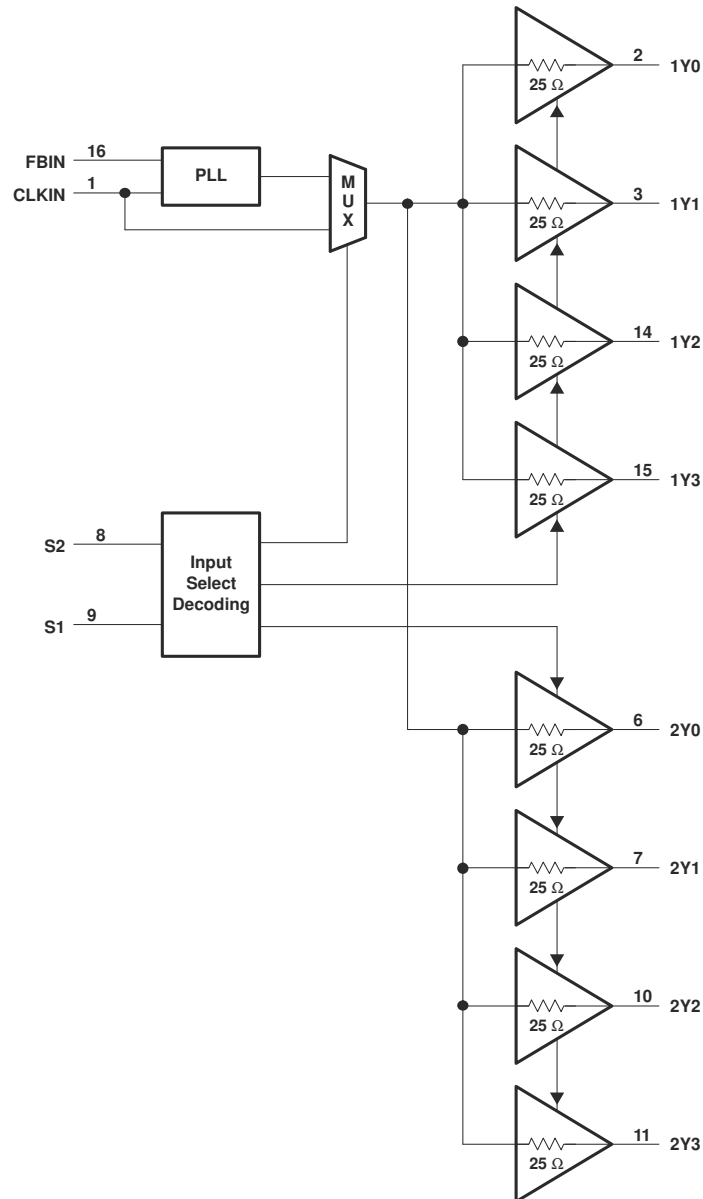 2
1Y0
25 Ω
FBIN
16
PLL
CLKIN
1
MUX
3
1Y1
25 Ω
14
1Y2
25 Ω
15
1Y3
25 Ω
S2
8
Input
Select
Decoding
S1
9
6
2Y0
25 Ω
7
2Y1
25 Ω
10
2Y2
25 Ω
11
2Y3
25 Ω